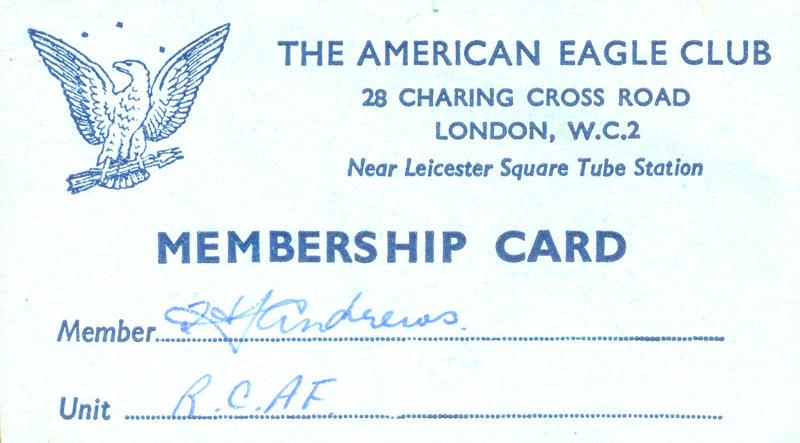 THE AMERICAN EAGLE CLUB
28 CHARING CROSS ROAD
LONDON, W.C.2
Near Leicester Square Tube Station
MEMBERSHIP CARD
Member Andrews.
Unit R.C.AF.